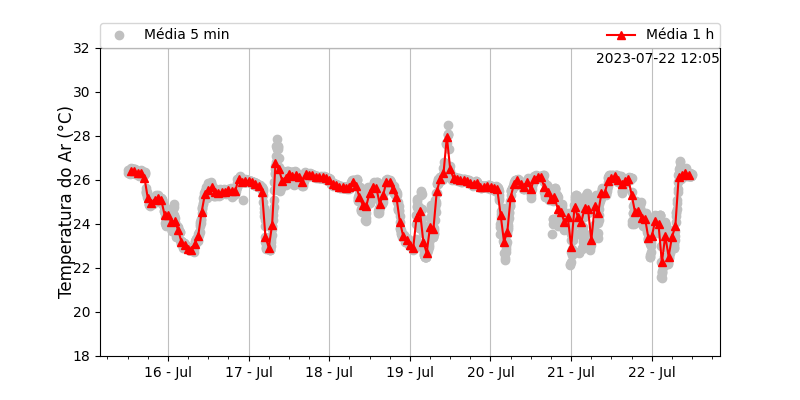 Média 5 min
Média 1 h
2023-07-22 12:05
Temperatura do Ar (°C)
32
30
28
26
24
22
20
18
16 - Jul
17 - Jul
18 - Jul
19 - Jul
20 - Jul
21 - Jul
22 - Jul